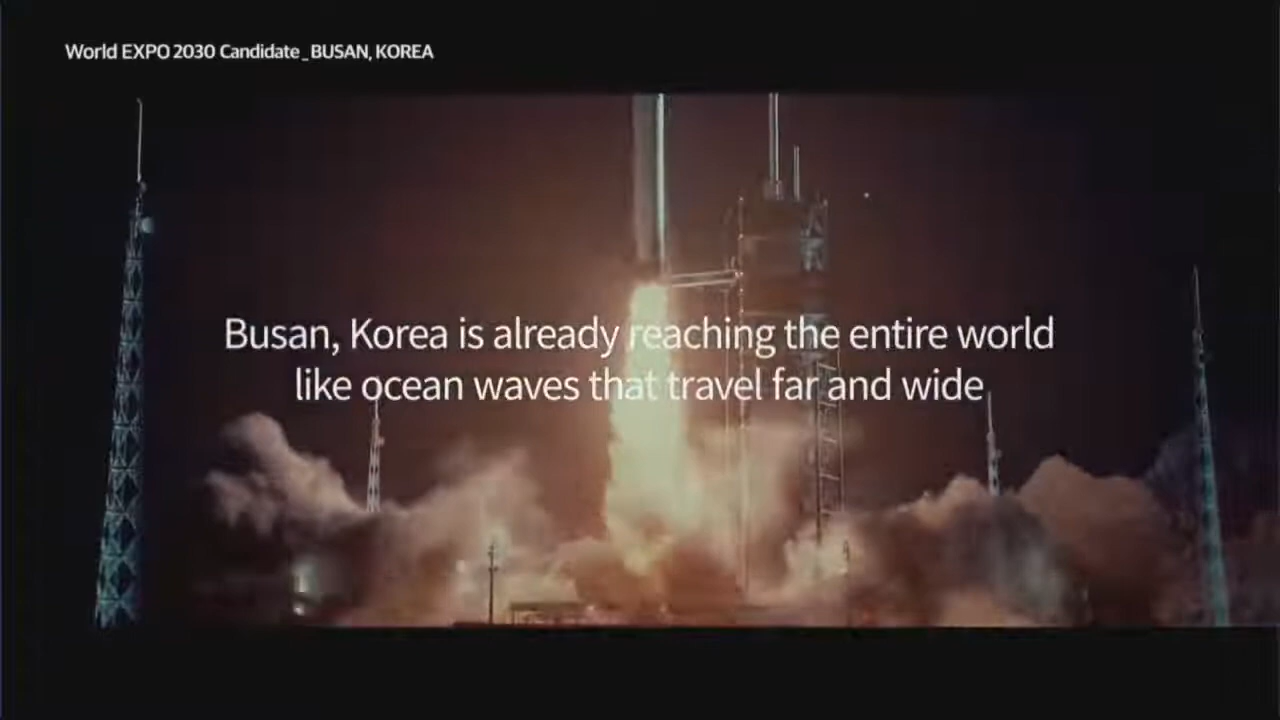 World EXPO 2030 Candidate_BUSAN, KOREA
Busan, Korea is already reaching the entire world
like ocean waves that travel far and wide